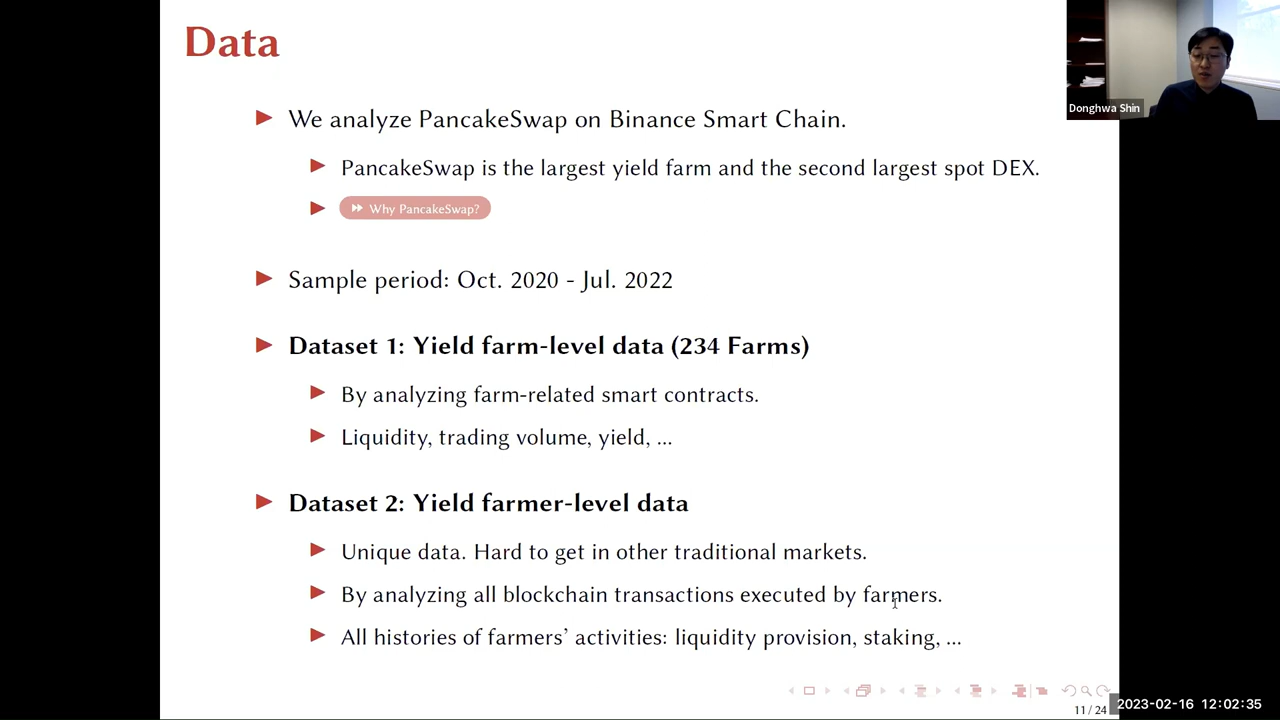 Data
We analyze PancakeSwap on Binance Smart Chain.
PancakeSwap is the largest yield farm and the second largest spot DEX.
Why PancakeSwap?
Sample period: Oct. 2020 - Jul. 2022
Dataset 1: Yield farm-level data (234 Farms)
By analyzing farm-related smart contracts.
Liquidity, trading volume, yield, ...
Dataset 2: Yield farmer-level data
Unique data. Hard to get in other traditional markets.
By analyzing all blockchain transactions executed by farmers.
All histories of farmers' activities: liquidity provision, staking, ...
11 / 24
Donghwa Shin
2023-02-16 12:02:35